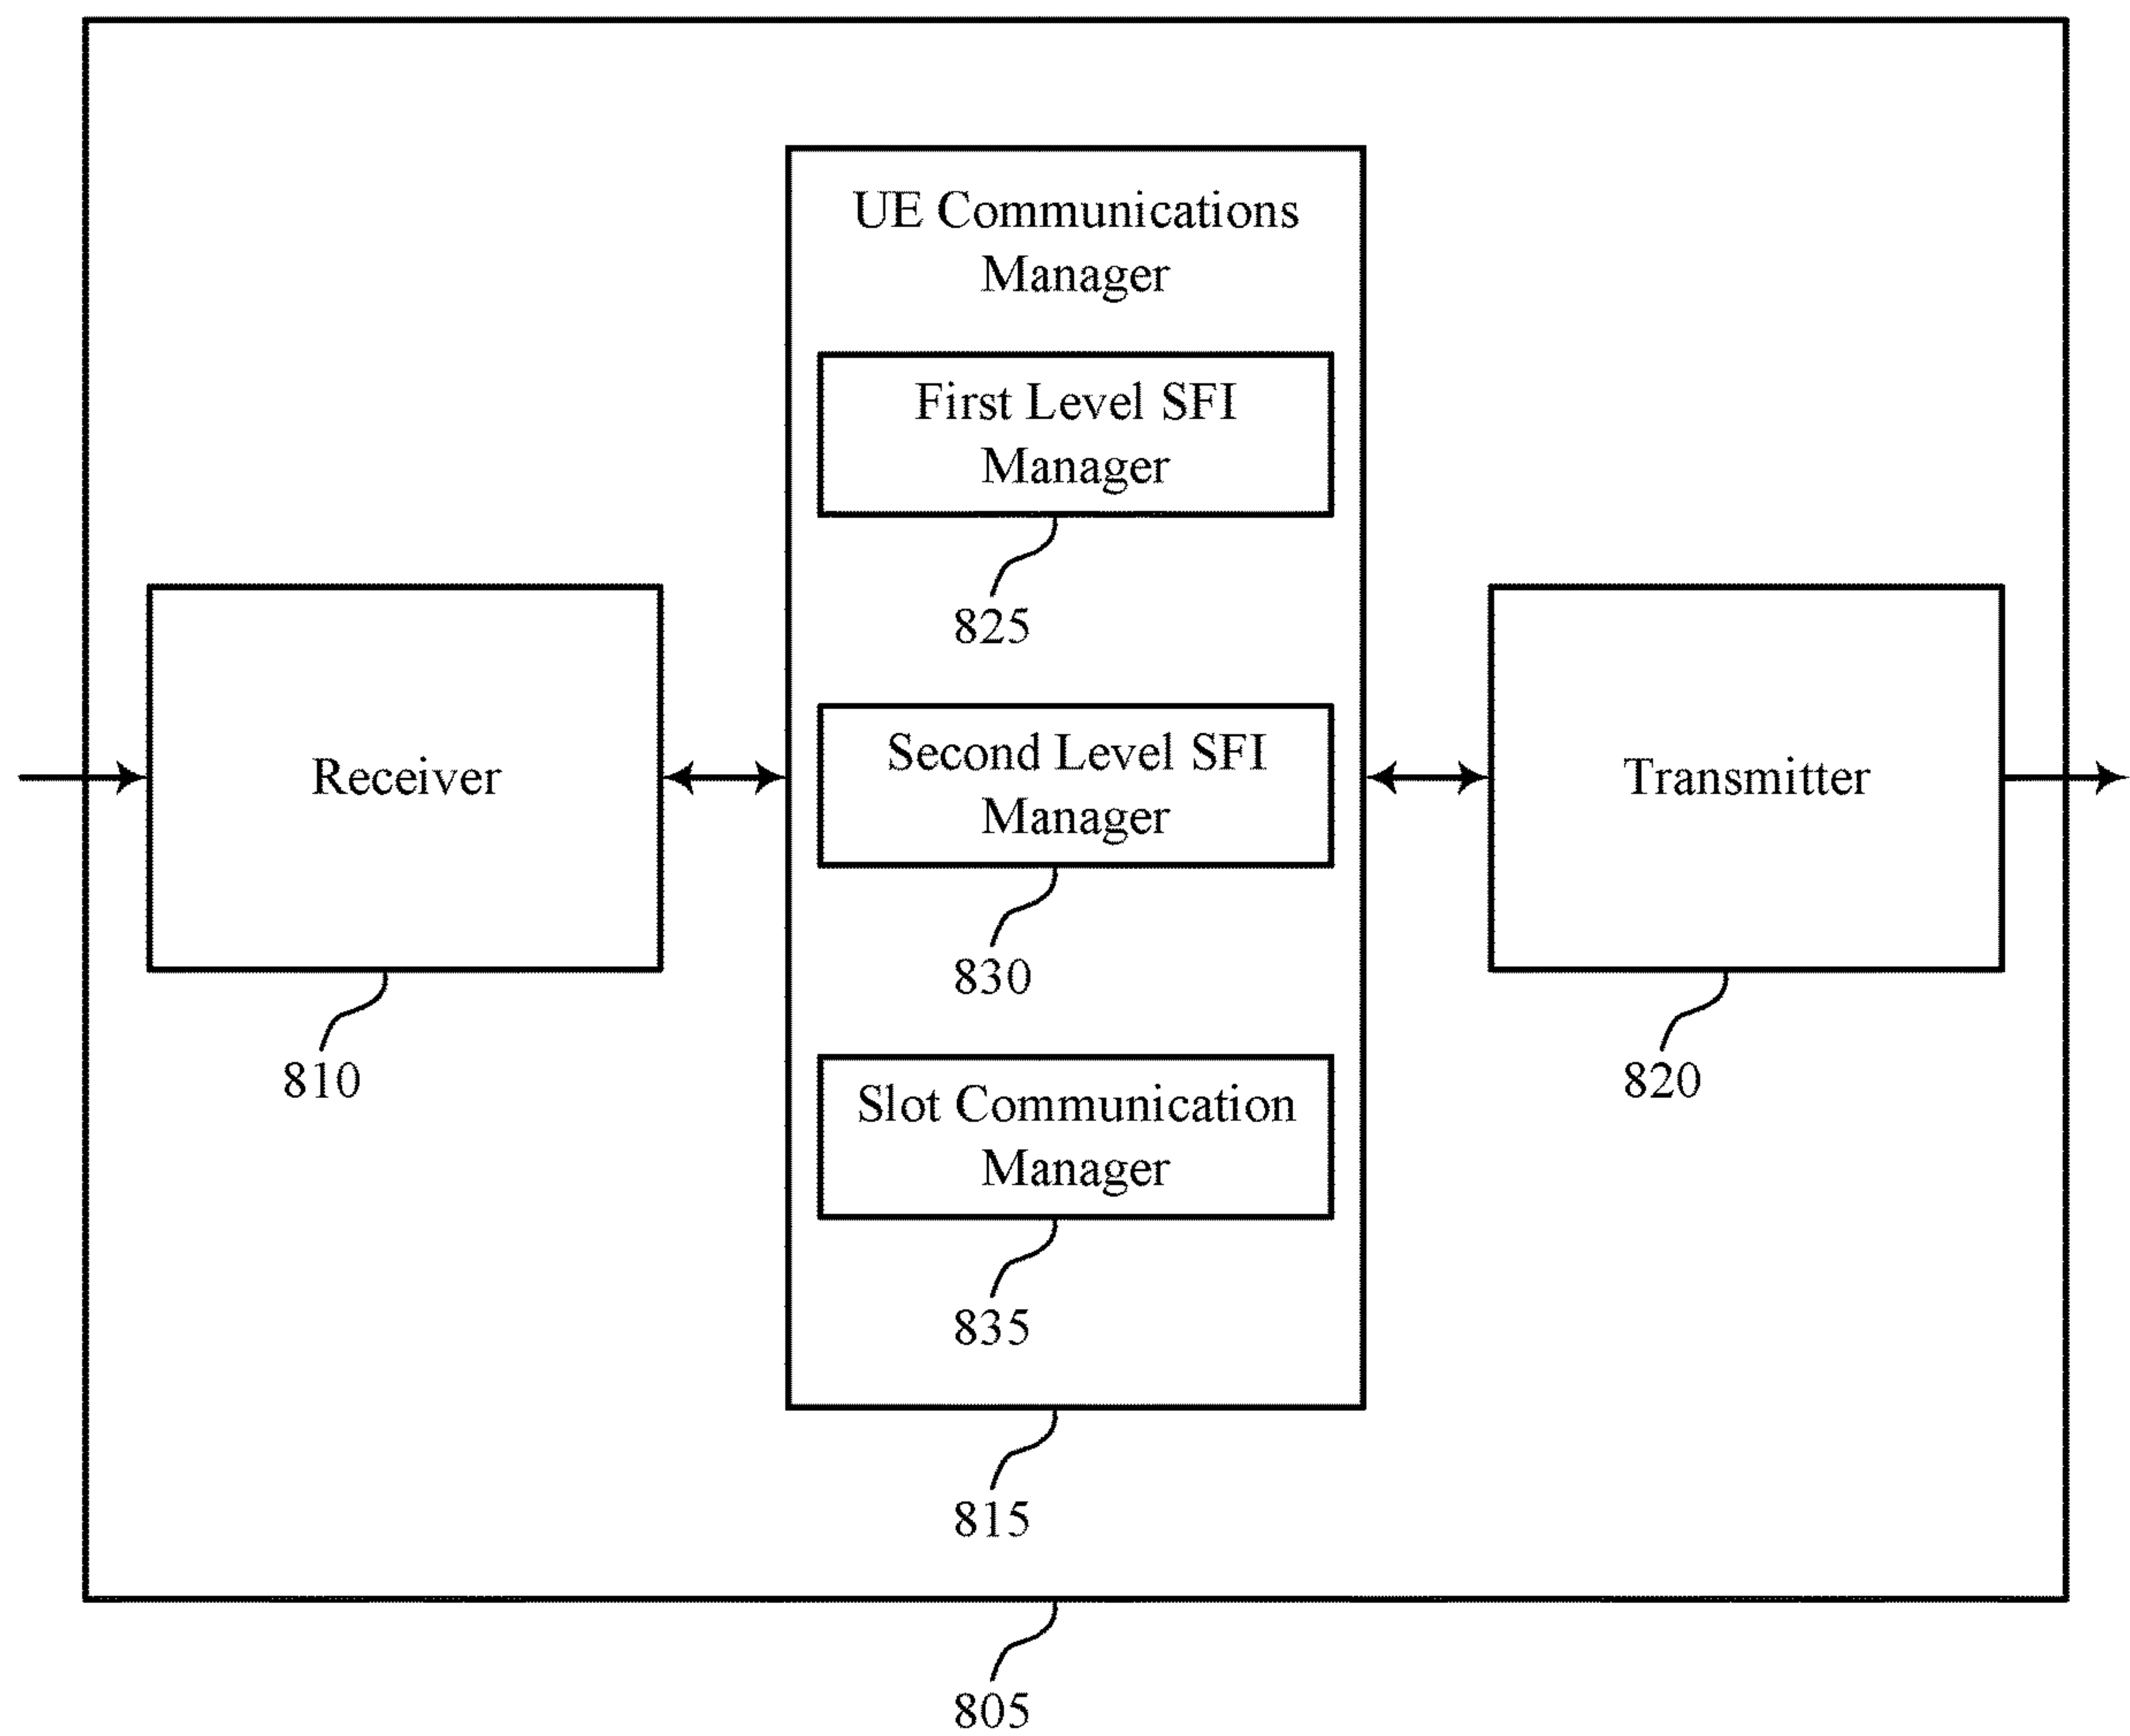 UE Communications
Manager
First Level SFI
Manager
825
Receiver
810
Second Level SFI
Manager
830
Transmitter
820
Slot Communication
Manager
835
815
805